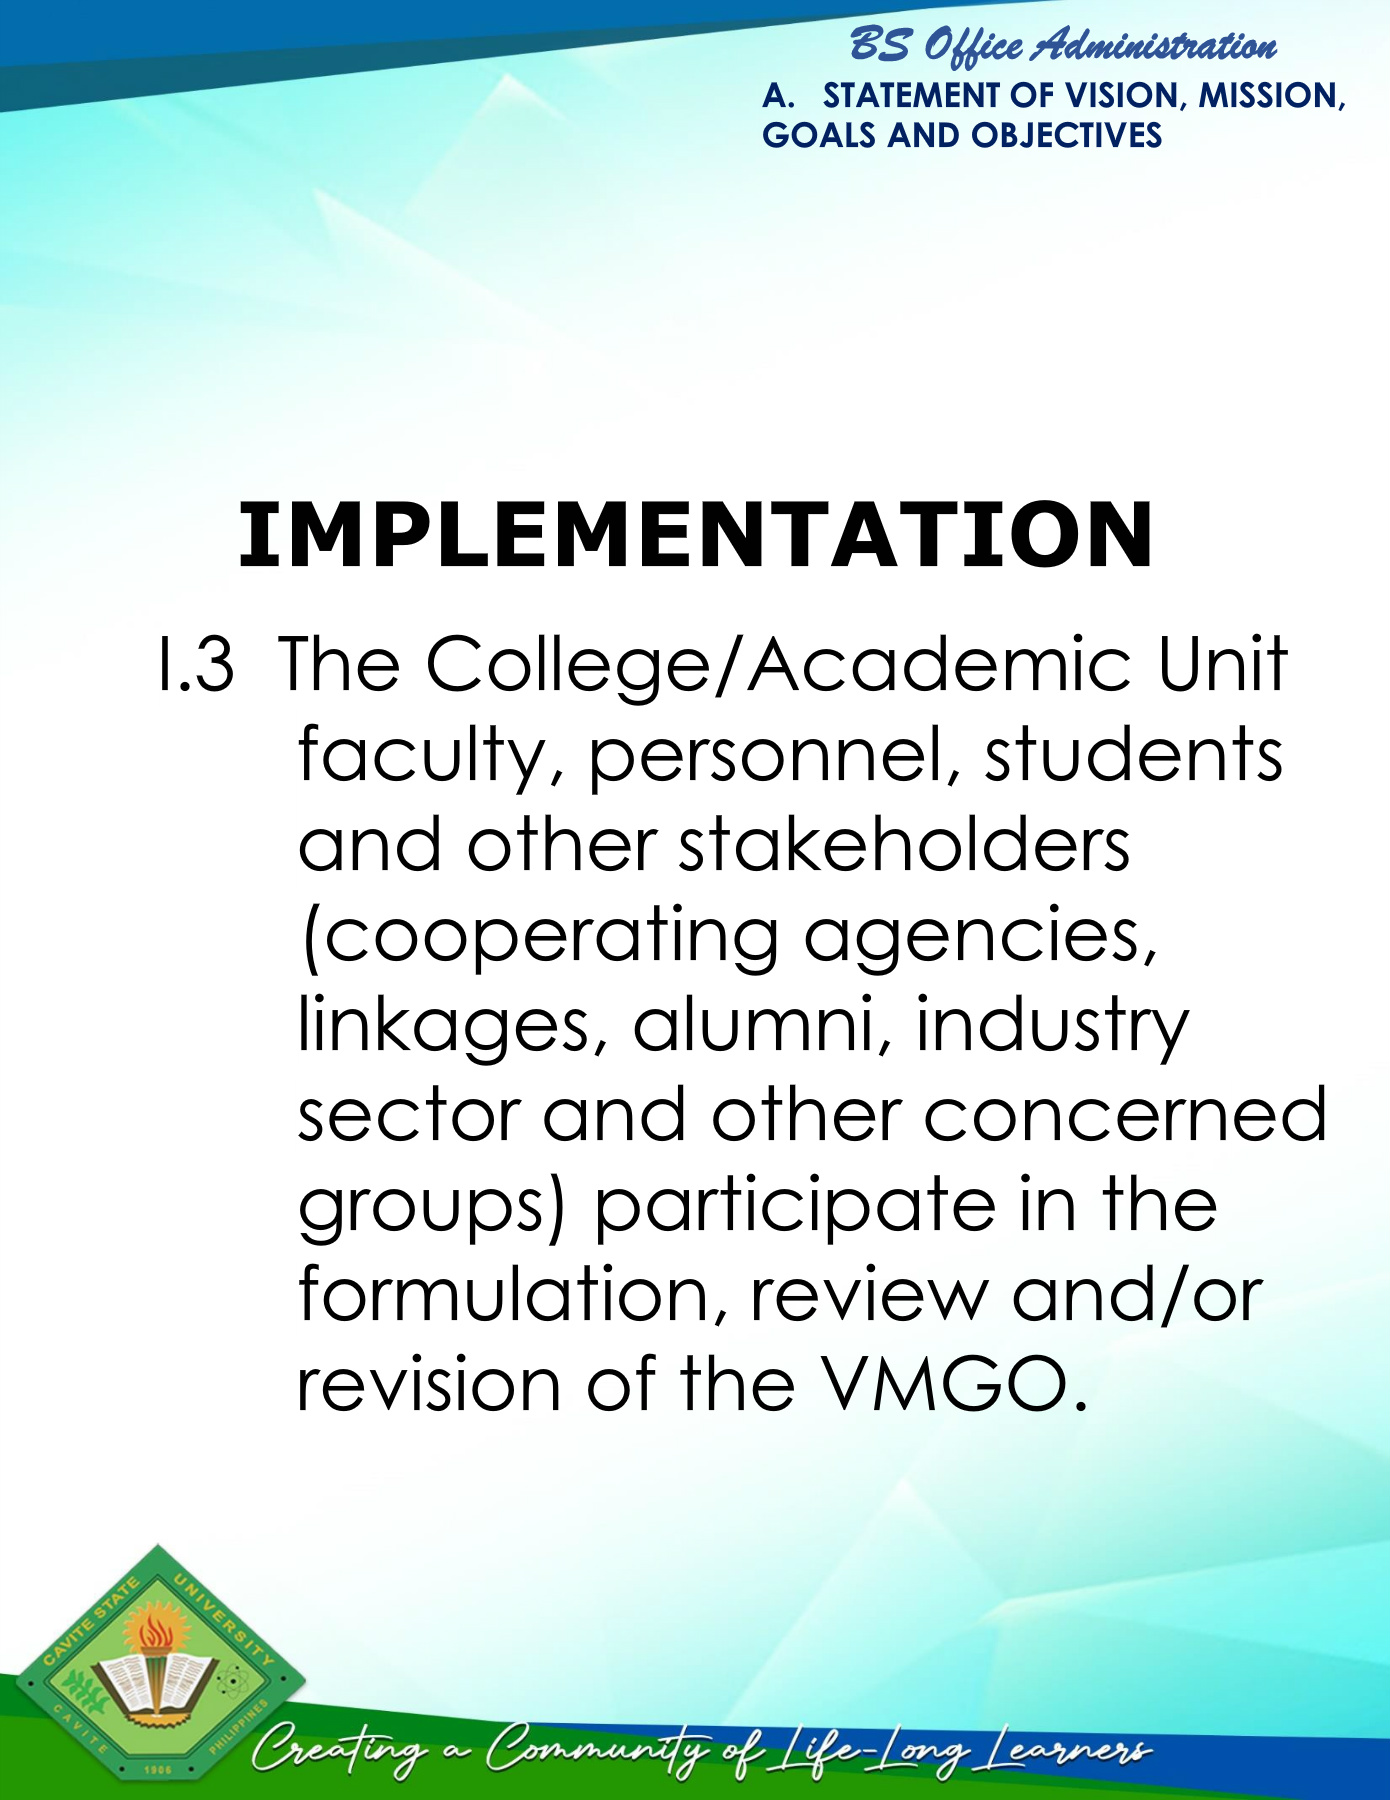 BS Office Administration
A. STATEMENT OF VISION, MISSION,
GOALS AND OBJECTIVES
IMPLEMENTATION
I.3 The College/Academic Unit
faculty, personnel, students
and other stakeholders
(cooperating agencies,
linkages, alumni, industry
sector and other concerned
groups) participate in the
formulation, review and/or
revision of the VMGO.
CAVITE STATE UNIVERSITY
CAVITE 1906 PHILIPPINES
Creating a Community of Life-Long Learners